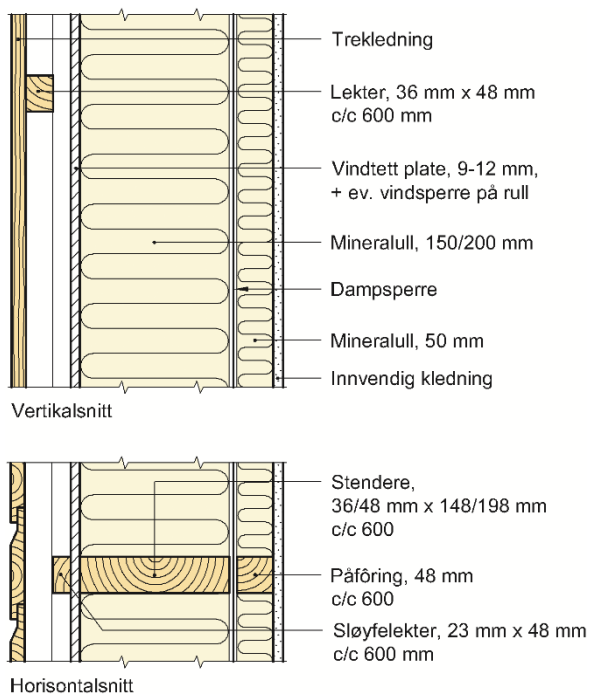 Trekledning
Lekter, 36 mm x 48 mm
c/c 600 mm
Vindtett plate, 9-12 mm,
+ ev. vindsperre på rull
Mineralull, 150/200 mm
Dampsperre
Mineralull, 50 mm
Innvendig kledning
Vertikalsnitt
Stendere,
36/48 mm x 148/198 mm
c/c 600
Påfôring, 48 mm
c/c 600
Sløyfelekter, 23 mm x 48 mm
c/c 600 mm
Horisontalsnitt